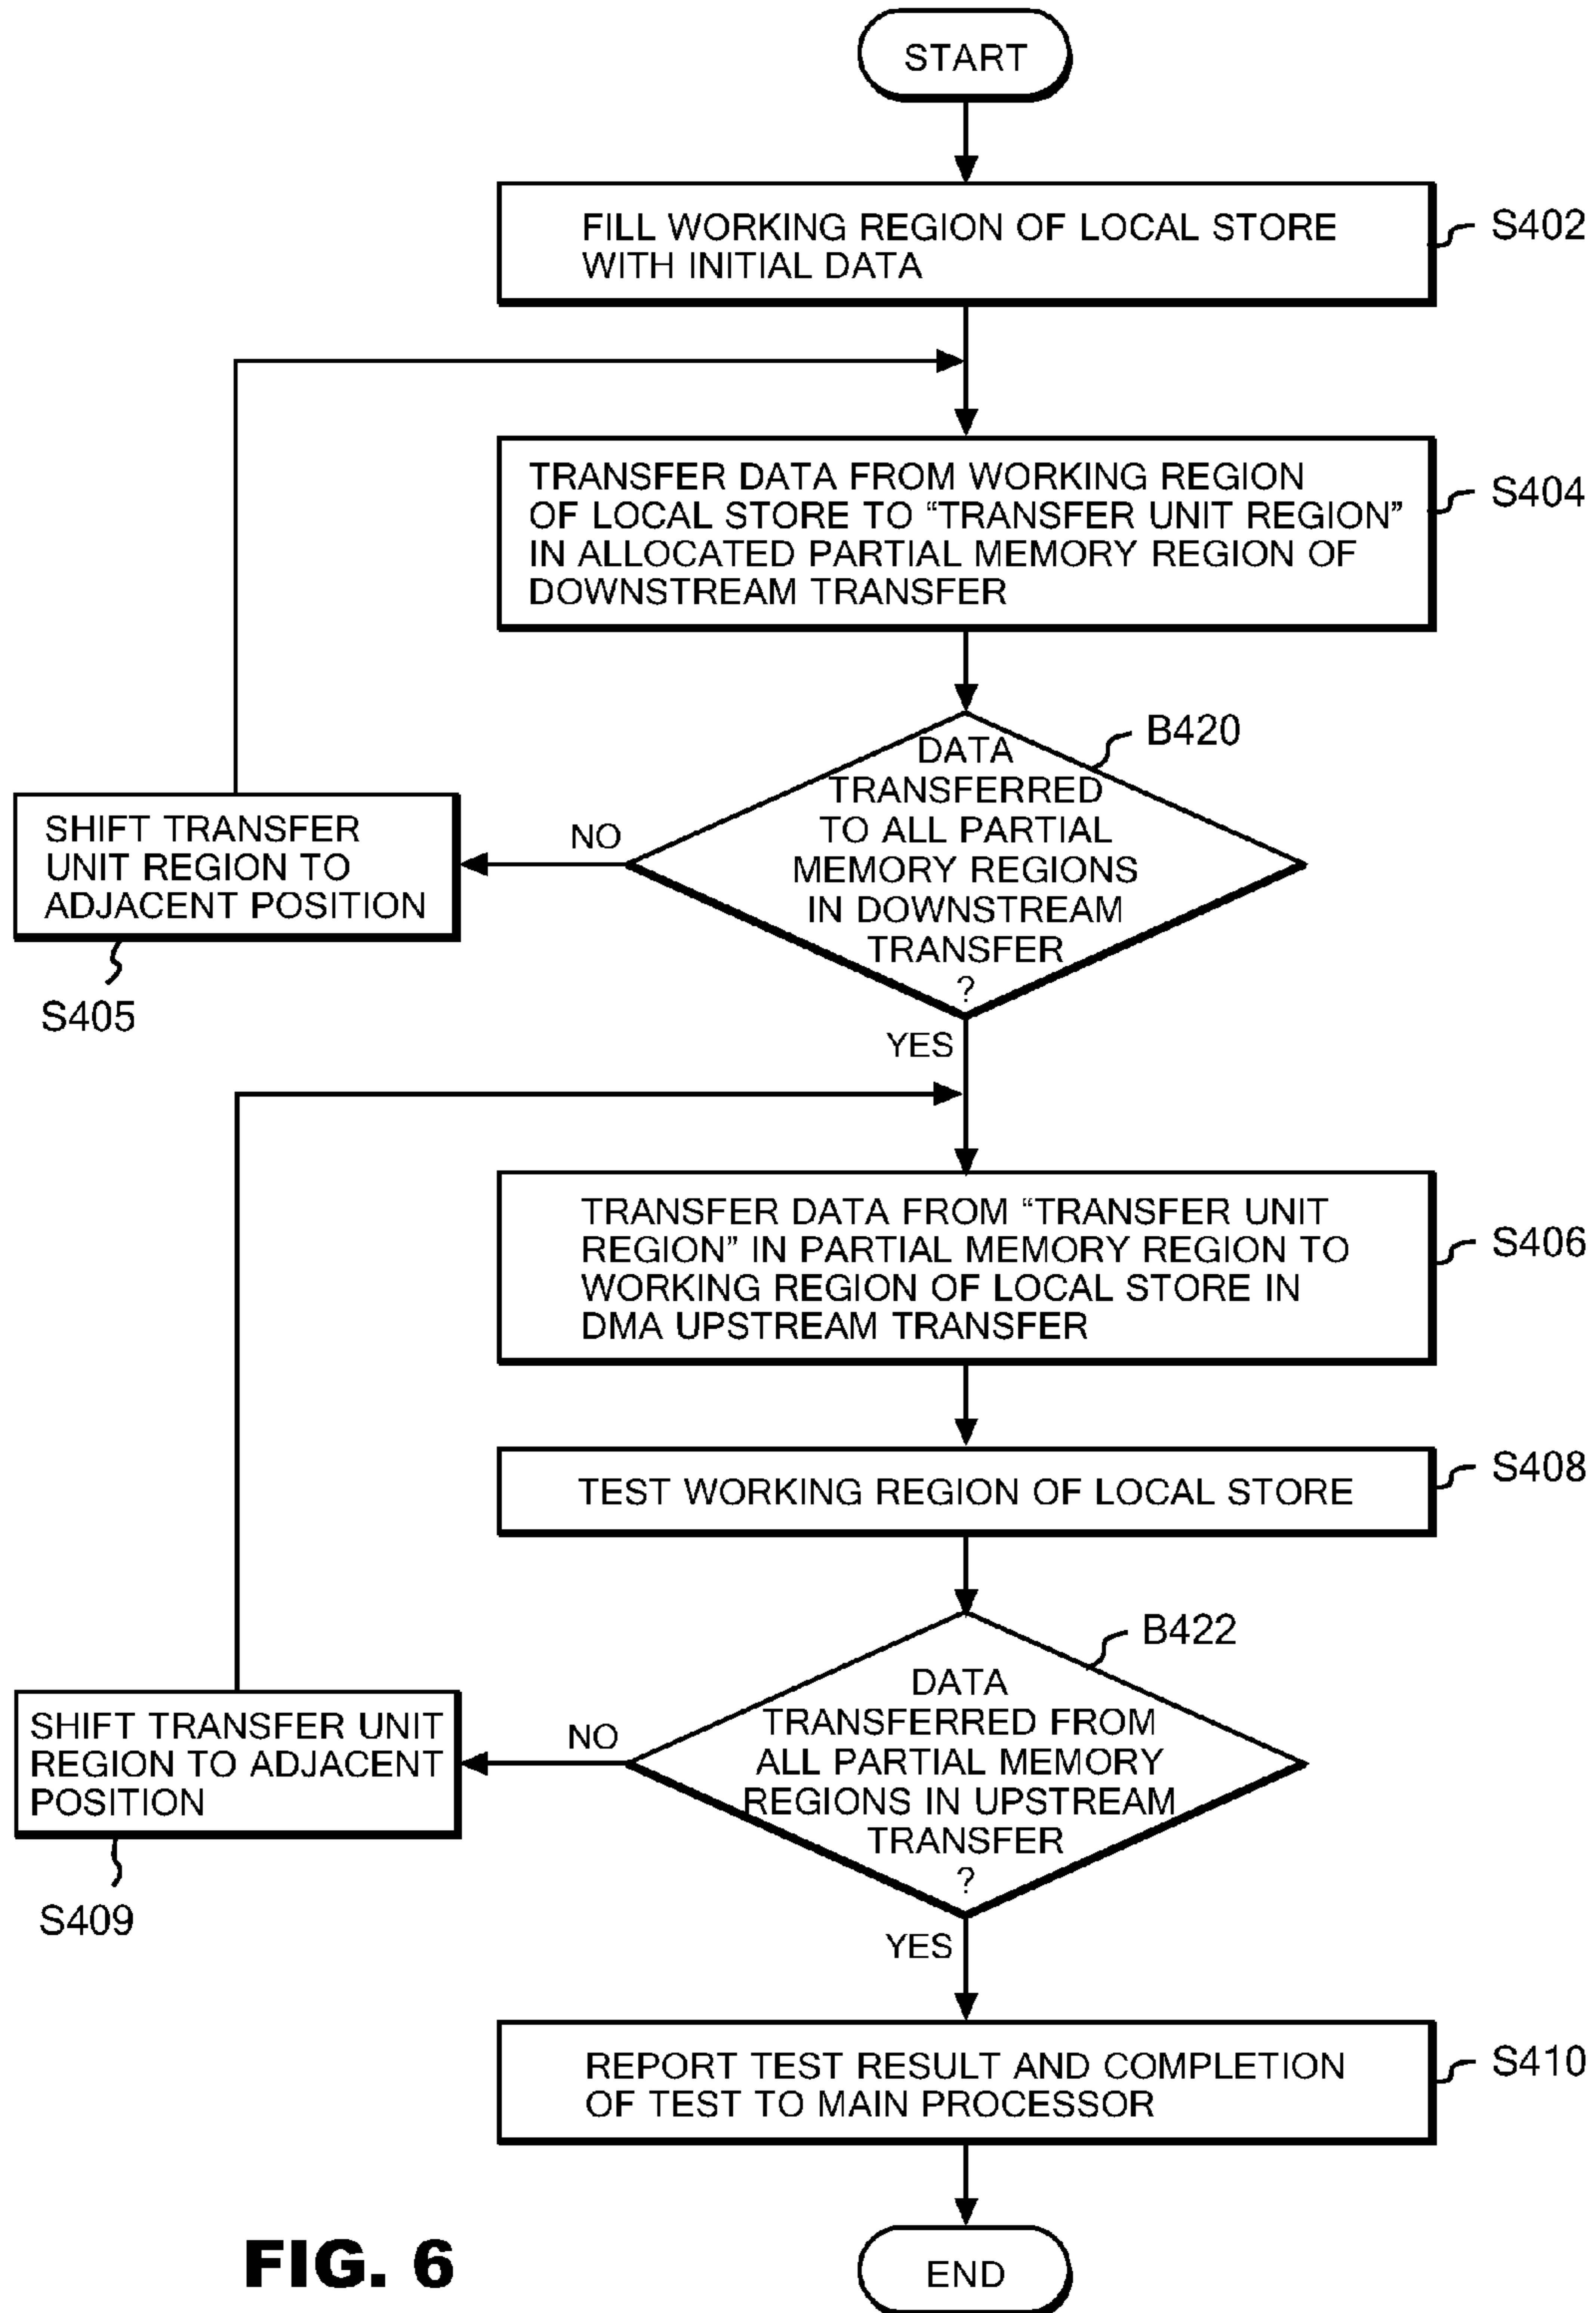 START
FILL WORKING REGION OF LOCAL STORE
WITH INITIAL DATA
S402
TRANSFER DATA FROM WORKING REGION
OF LOCAL STORE TO “TRANSFER UNIT REGION”
IN ALLOCATED PARTIAL MEMORY REGION OF
DOWNSTREAM TRANSFER
S404
DATA
TRANSFERRED
TO ALL PARTIAL
MEMORY REGIONS
IN DOWNSTREAM
TRANSFER
?
B420
NO
SHIFT TRANSFER
UNIT REGION TO
ADJACENT POSITION
S405
YES
TRANSFER DATA FROM “TRANSFER UNIT
REGION” IN PARTIAL MEMORY REGION TO
WORKING REGION OF LOCAL STORE IN
DMA UPSTREAM TRANSFER
S406
TEST WORKING REGION OF LOCAL STORE
S408
DATA
TRANSFERRED FROM
ALL PARTIAL MEMORY
REGIONS IN UPSTREAM
TRANSFER
?
B422
NO
SHIFT TRANSFER UNIT
REGION TO ADJACENT
POSITION
S409
YES
REPORT TEST RESULT AND COMPLETION
OF TEST TO MAIN PROCESSOR
S410
END
FIG. 6